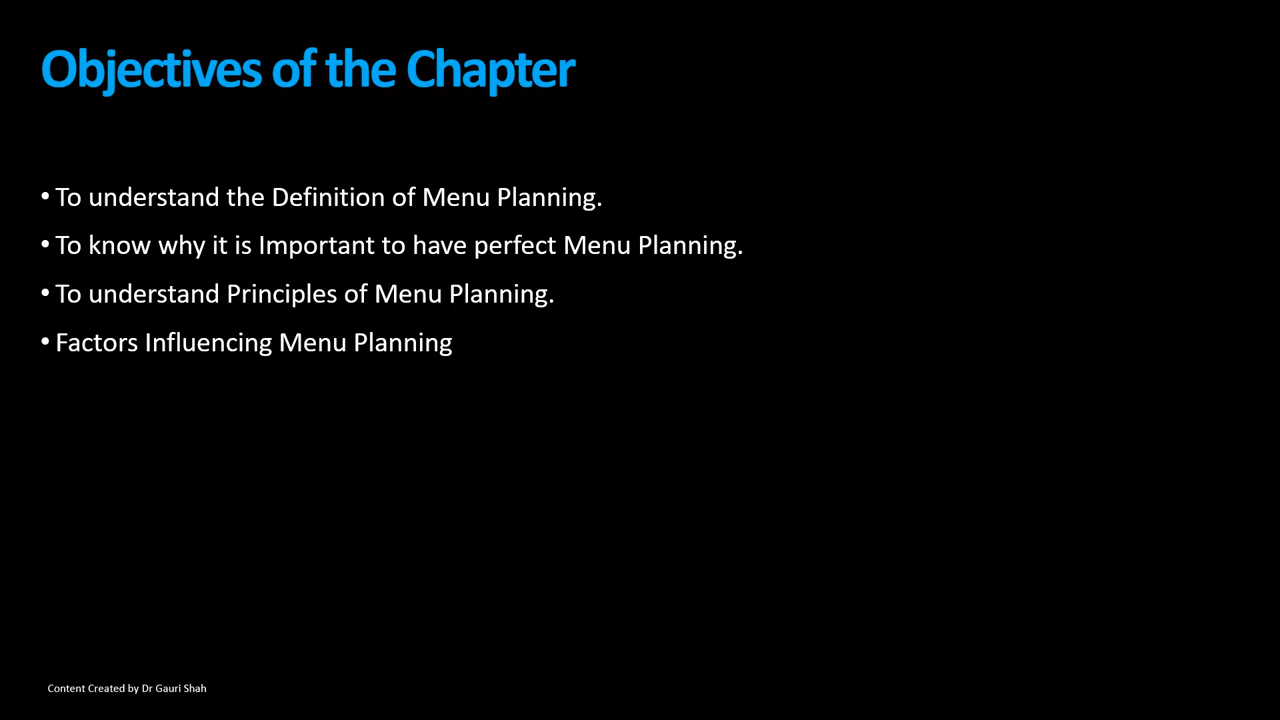 Objectives of the Chapter
• To understand the Definition of Menu Planning.
• To know why it is Important to have perfect Menu Planning.
• To understand Principles of Menu Planning.
• Factors Influencing Menu Planning
Content Created by Dr Gauri Shah